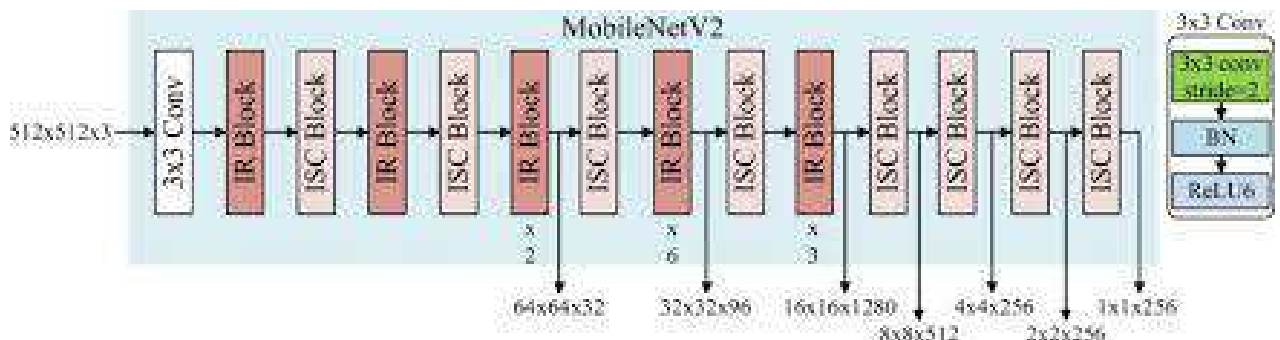 MobileNetV2
3x3 Conv
512x512x3
3x3 Conv
IR Block
ISC Block
IR Block
ISC Block
IR Block
ISC Block
IR Block
ISC Block
IR Block
ISC Block
ISC Block
ISC Block
ISC Block
3x3 conv
stride=2
BN
ReLU6
x
2
x
6
x
3
64x64x32
32x32x96
16x16x1280
8x8x512
4x4x256
2x2x256
1x1x256